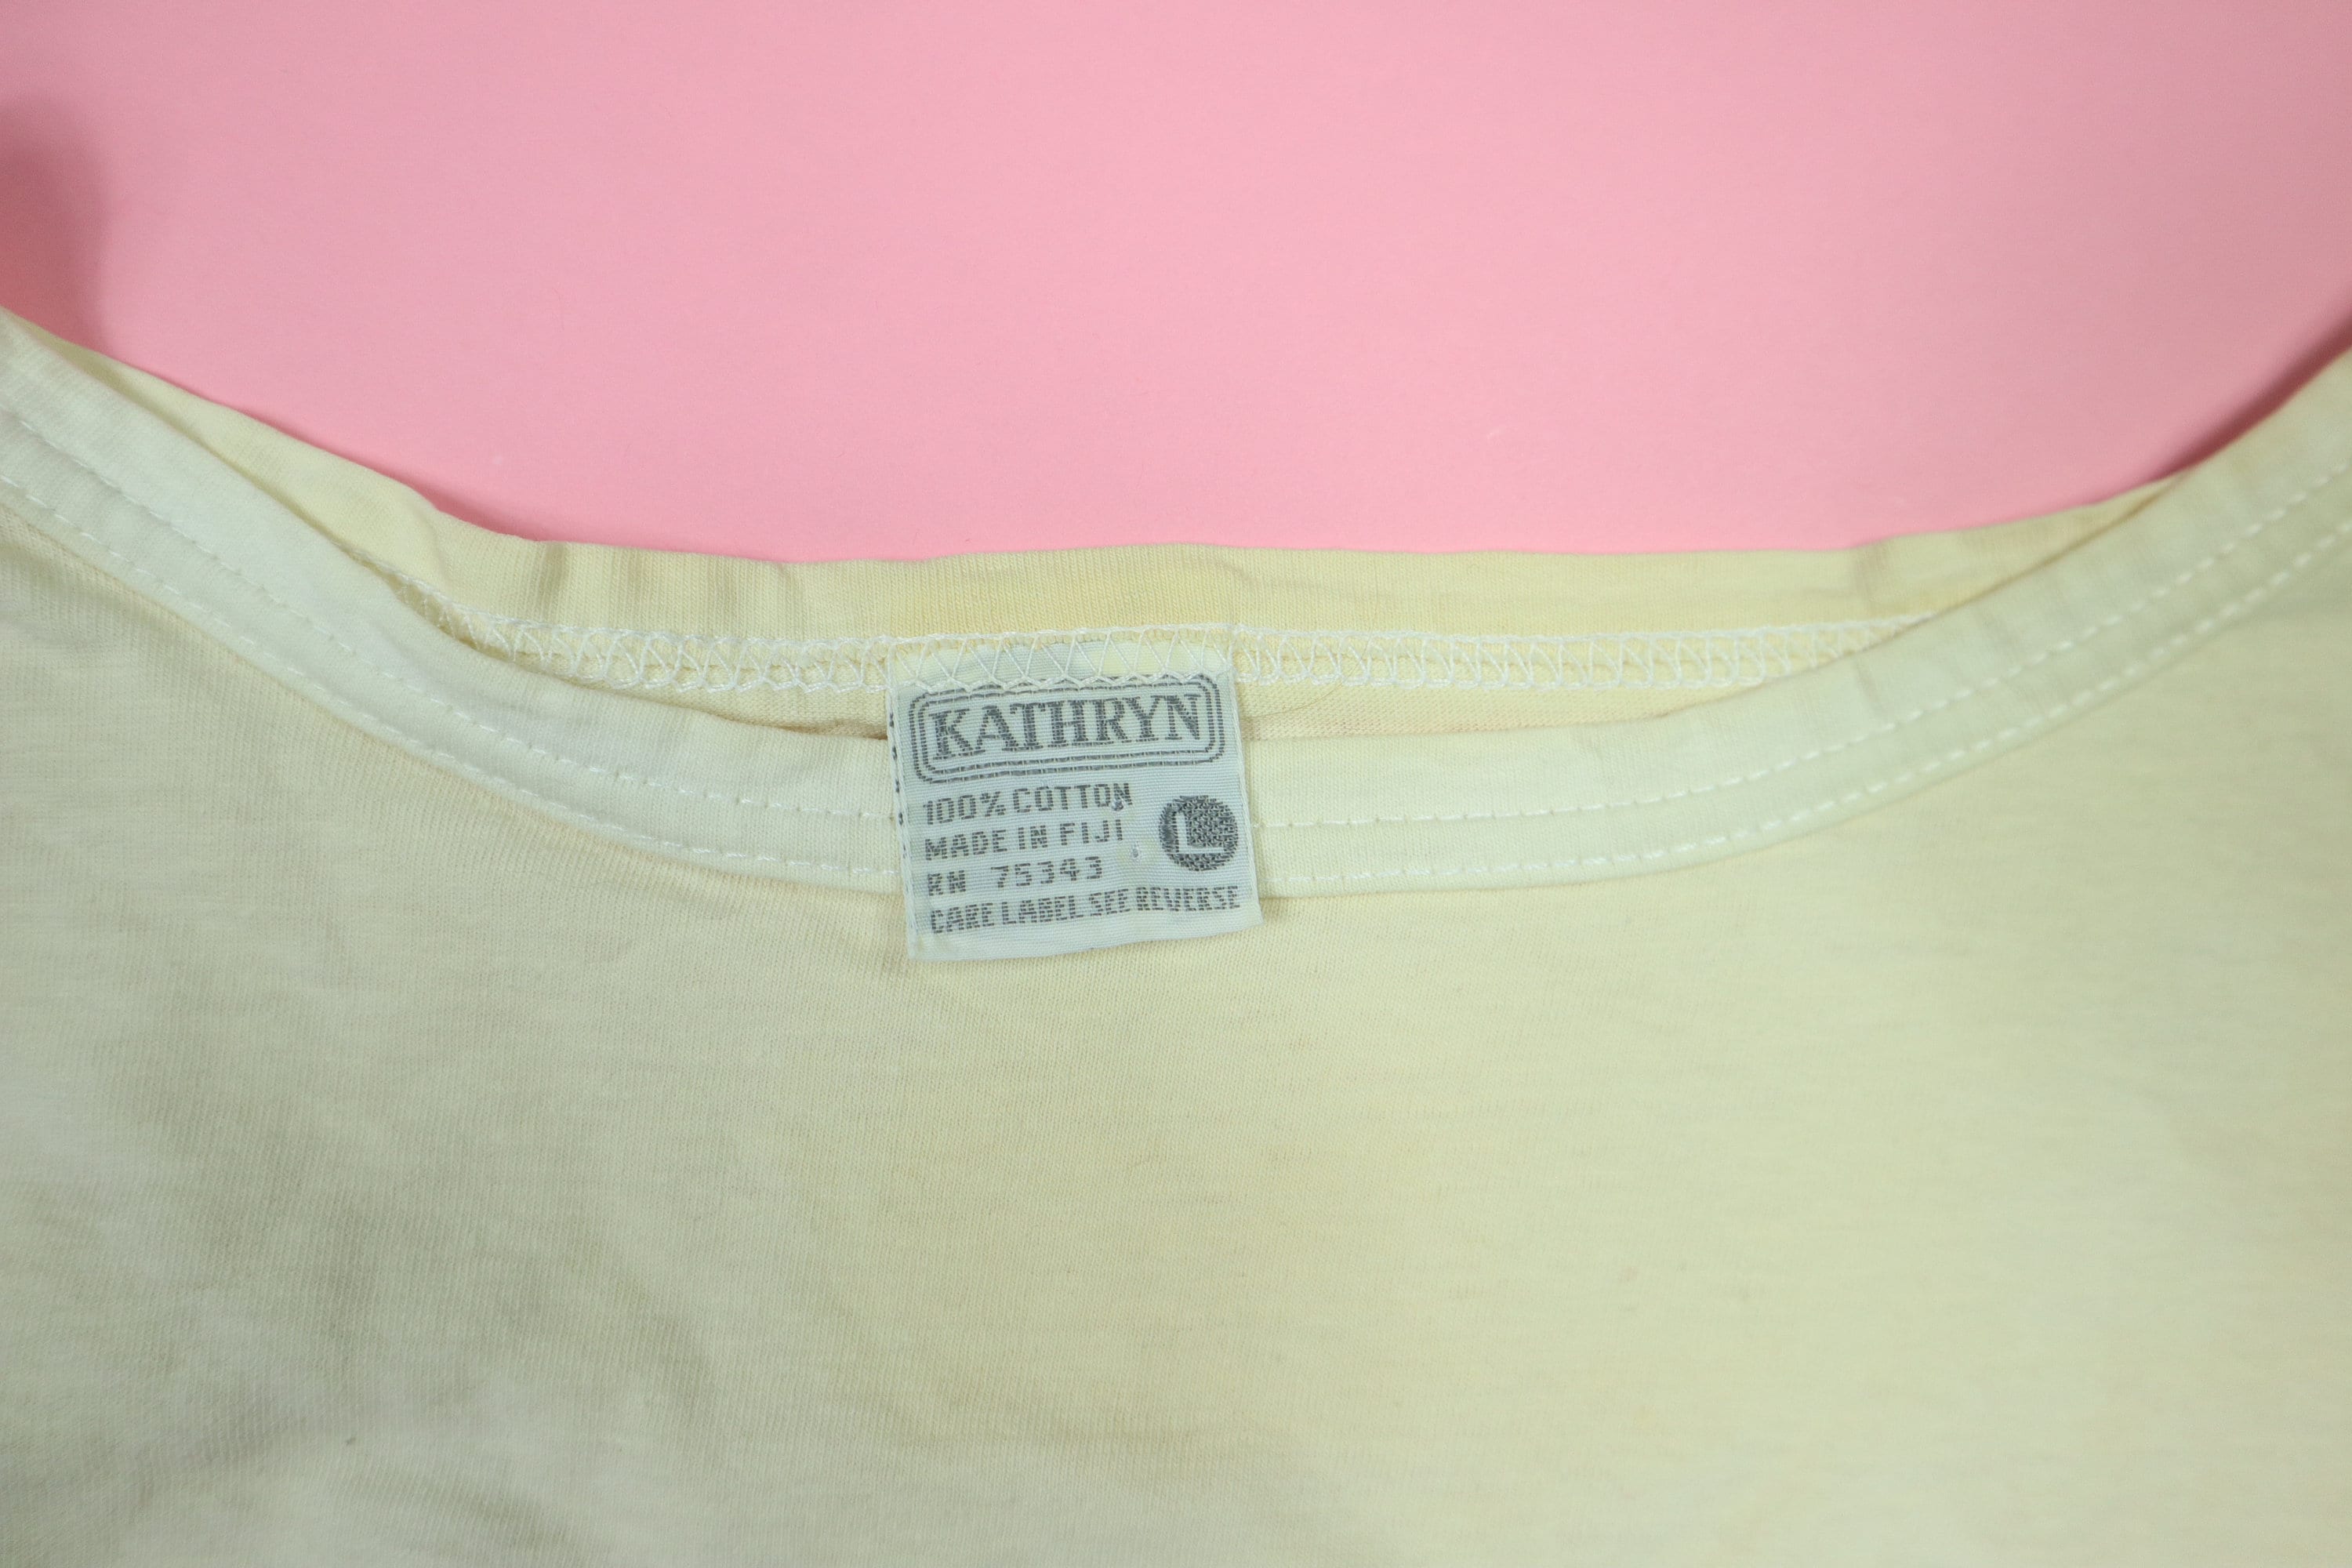 KATHRYN
100% COTTON
MADE IN FIJI
L
RN 75343
CARE LABEL SEE REVERSE